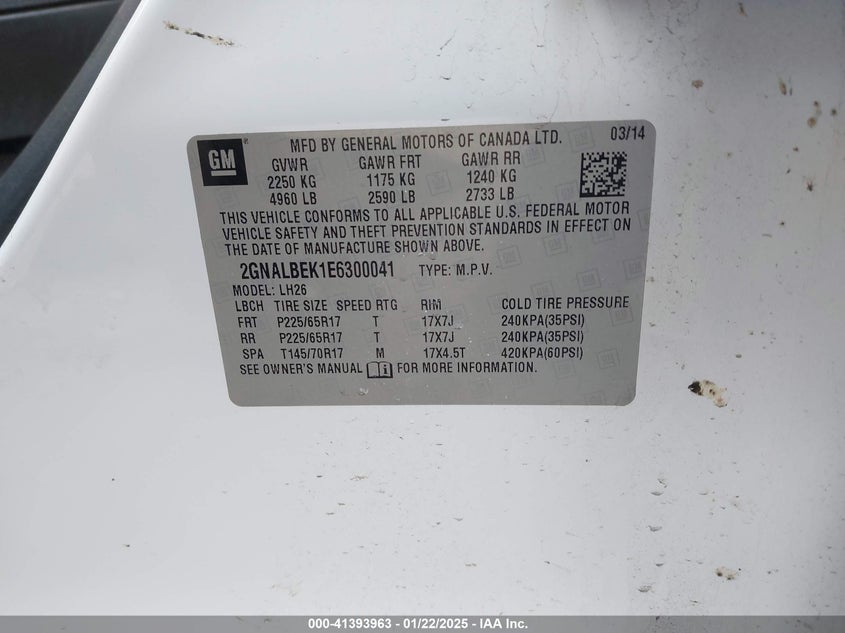 GM
MFD BY GENERAL MOTORS OF CANADA LTD. 03/14
GVWR GAWR FRT GAWR RR
2250 KG 1175 KG 1240 KG
4960 LB 2590 LB 2733 LB
THIS VEHICLE CONFORMS TO ALL APPLICABLE U.S. FEDERAL MOTOR
VEHICLE SAFETY AND THEFT PREVENTION STANDARDS IN EFFECT ON
THE DATE OF MANUFACTURE SHOWN ABOVE.
2GNALBEK1E6300041 TYPE: M.P.V.
MODEL: LH26
LBCH TIRE SIZE SPEED RTG RIM COLD TIRE PRESSURE
FRT P225/65R17 T 17X7J 240KPA(35PSI)
RR P225/65R17 T 17X7J 240KPA(35PSI)
SPA T145/70R17 M 17X4.5T 420KPA(60PSI)
SEE OWNER'S MANUAL FOR MORE INFORMATION.
000-41393963 - 01/22/2025 - IAA Inc.